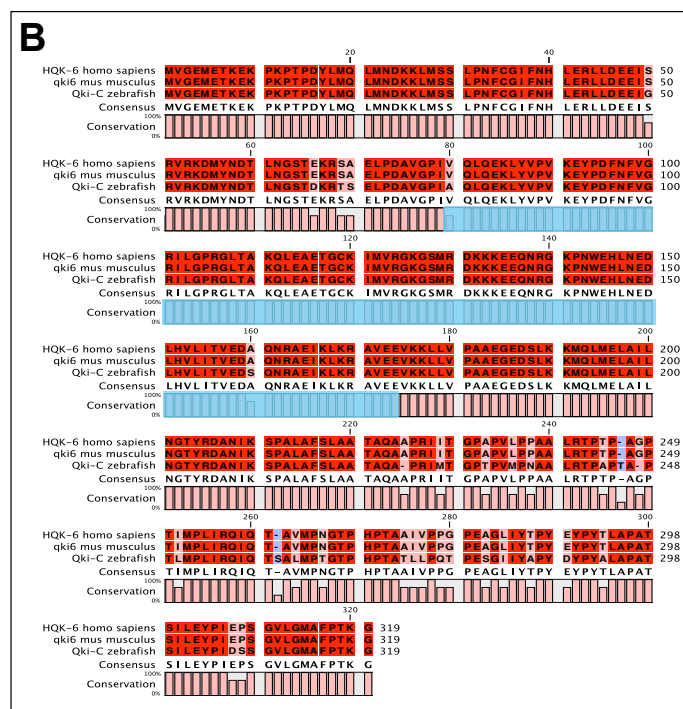 B
20 40
HQK-6 homo sapiens MVGEMETKEK PKPTPDYLMQ LMNDKKLMSS LPNFCGIFNH LERLLDEEIS 50
qki6 mus musculus MVGEMETKEK PKPTPDYLMQ LMNDKKLMSS LPNFCGIFNH LERLLDEEIS 50
Qki-C zebrafish MVGEMETKEK PKPTPDYLMQ LMNDKKLMSS LPNFCGIFNH LERLLDEEIG 50
Consensus MVGEMETKEK PKPTPDYLMQ LMNDKKLMSS LPNFCGIFNH LERLLDEEIS
100%
Conservation
0%
60 80 100
HQK-6 homo sapiens RVRKDMYNDT LNGSTEKRSA ELPDAVGPIV QLQEKLYVPV KEYPDFNFVG 100
qki6 mus musculus RVRKDMYNDT LNGSTEKRSA ELPDAVGPIV QLQEKLYVPV KEYPDFNFVG 100
Qki-C zebrafish RVRKDMYNDT LNGSTDKRTS ELPDAVGPIA QLQEKLYVPV KEYPDFNFVG 100
Consensus RVRKDMYNDT LNGSTEKRSA ELPDAVGPIV QLQEKLYVPV KEYPDFNFVG
100%
Conservation
0%
120 140
HQK-6 homo sapiens RILGPRGLTA KQLEAETGCK IMVRGKGSMR DKKKEEQNRG KPNWEHLNED 150
qki6 mus musculus RILGPRGLTA KQLEAETGCK IMVRGKGSMR DKKKEEQNRG KPNWEHLNED 150
Qki-C zebrafish RILGPRGLTA KQLEAETGCK IMVRGKGSMR DKKKEEQNRG KPNWEHLNED 150
Consensus RILGPRGLTA KQLEAETGCK IMVRGKGSMR DKKKEEQNRG KPNWEHLNED
100%
Conservation
0%
160 180 200
HQK-6 homo sapiens LHVLITVEDA QNRAEIKLKR AVEEVKKLLV PAAEGEDSLK KMQLMELAIL 200
qki6 mus musculus LHVLITVEDA QNRAEIKLKR AVEEVKKLLV PAAEGEDSLK KMQLMELAIL 200
Qki-C zebrafish LHVLITVEDS QNRAEIKLKR AVEEVKKLLV PAAEGEDSLK KMQLMELAIL 200
Consensus LHVLITVEDA QNRAEIKLKR AVEEVKKLLV PAAEGEDSLK KMQLMELAIL
100%
Conservation
0%
220 240
HQK-6 homo sapiens NGTYRDANIK SPALAFSLAA TAQAAPRIIT GPAPVLPPAA LRTPTP-AGP 249
qki6 mus musculus NGTYRDANIK SPALAFSLAA TAQAAPRIIT GPAPVLPPAA LRTPTP-AGP 249
Qki-C zebrafish NGTYRDANIK SPALAFSLAA TAQA-PRIMT GPTPVMPNAA LRTPAPTA-P 248
Consensus NGTYRDANIK SPALAFSLAA TAQAAPRIIT GPAPVLPPAA LRTPTP-AGP
100%
Conservation
0%
260 280 300
HQK-6 homo sapiens TIMPLIRQIQ T-AVMPNGTP HPTAAIVPPG PEAGLIYTPY EYPYTLAPAT 298
qki6 mus musculus TIMPLIRQIQ T-AVMPNGTP HPTAAIVPPG PEAGLIYTPY EYPYTLAPAT 298
Qki-C zebrafish TLMPLIRQIQ TSALMPTGTP HPTATLLPQT PESGIIYAPY DYPYALAPAT 298
Consensus TIMPLIRQIQ T-AVMPNGTP HPTAAIVPPG PEAGLIYTPY EYPYTLAPAT
100%
Conservation
0%
320
HQK-6 homo sapiens SILEYPIEPS GVLGMAFPTK G 319
qki6 mus musculus SILEYPIEPS GVLGMAFPTK G 319
Qki-C zebrafish SILEYPIDSS GVLGMAFPTK G 319
Consensus SILEYPIEPS GVLGMAFPTK G
100%
Conservation
0%